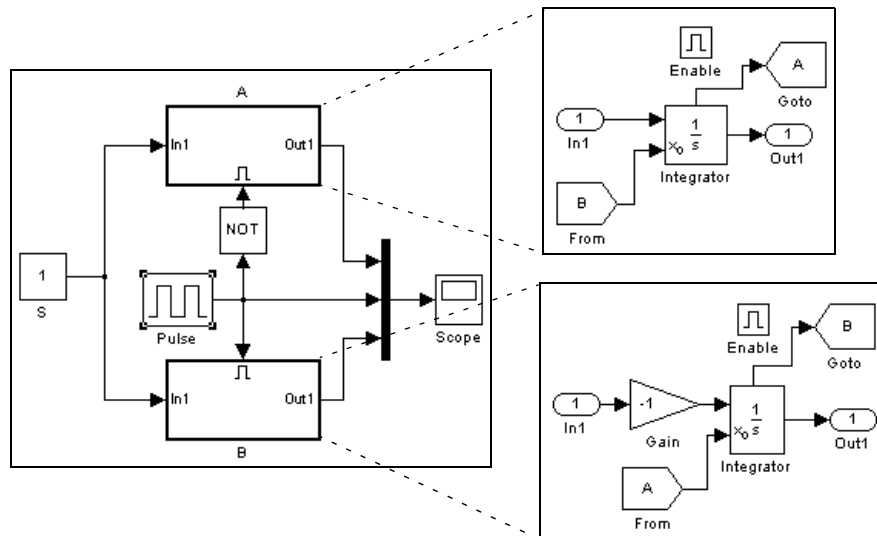 A
In1
Out1
NOT
1
S
Pulse
Scope
In1
Out1
B
Enable
A
Goto
1
In1
1
s
x0
1
Out1
Integrator
B
From
Enable
B
Goto
1
In1
-1
Gain
1
s
x0
1
Out1
Integrator
A
From